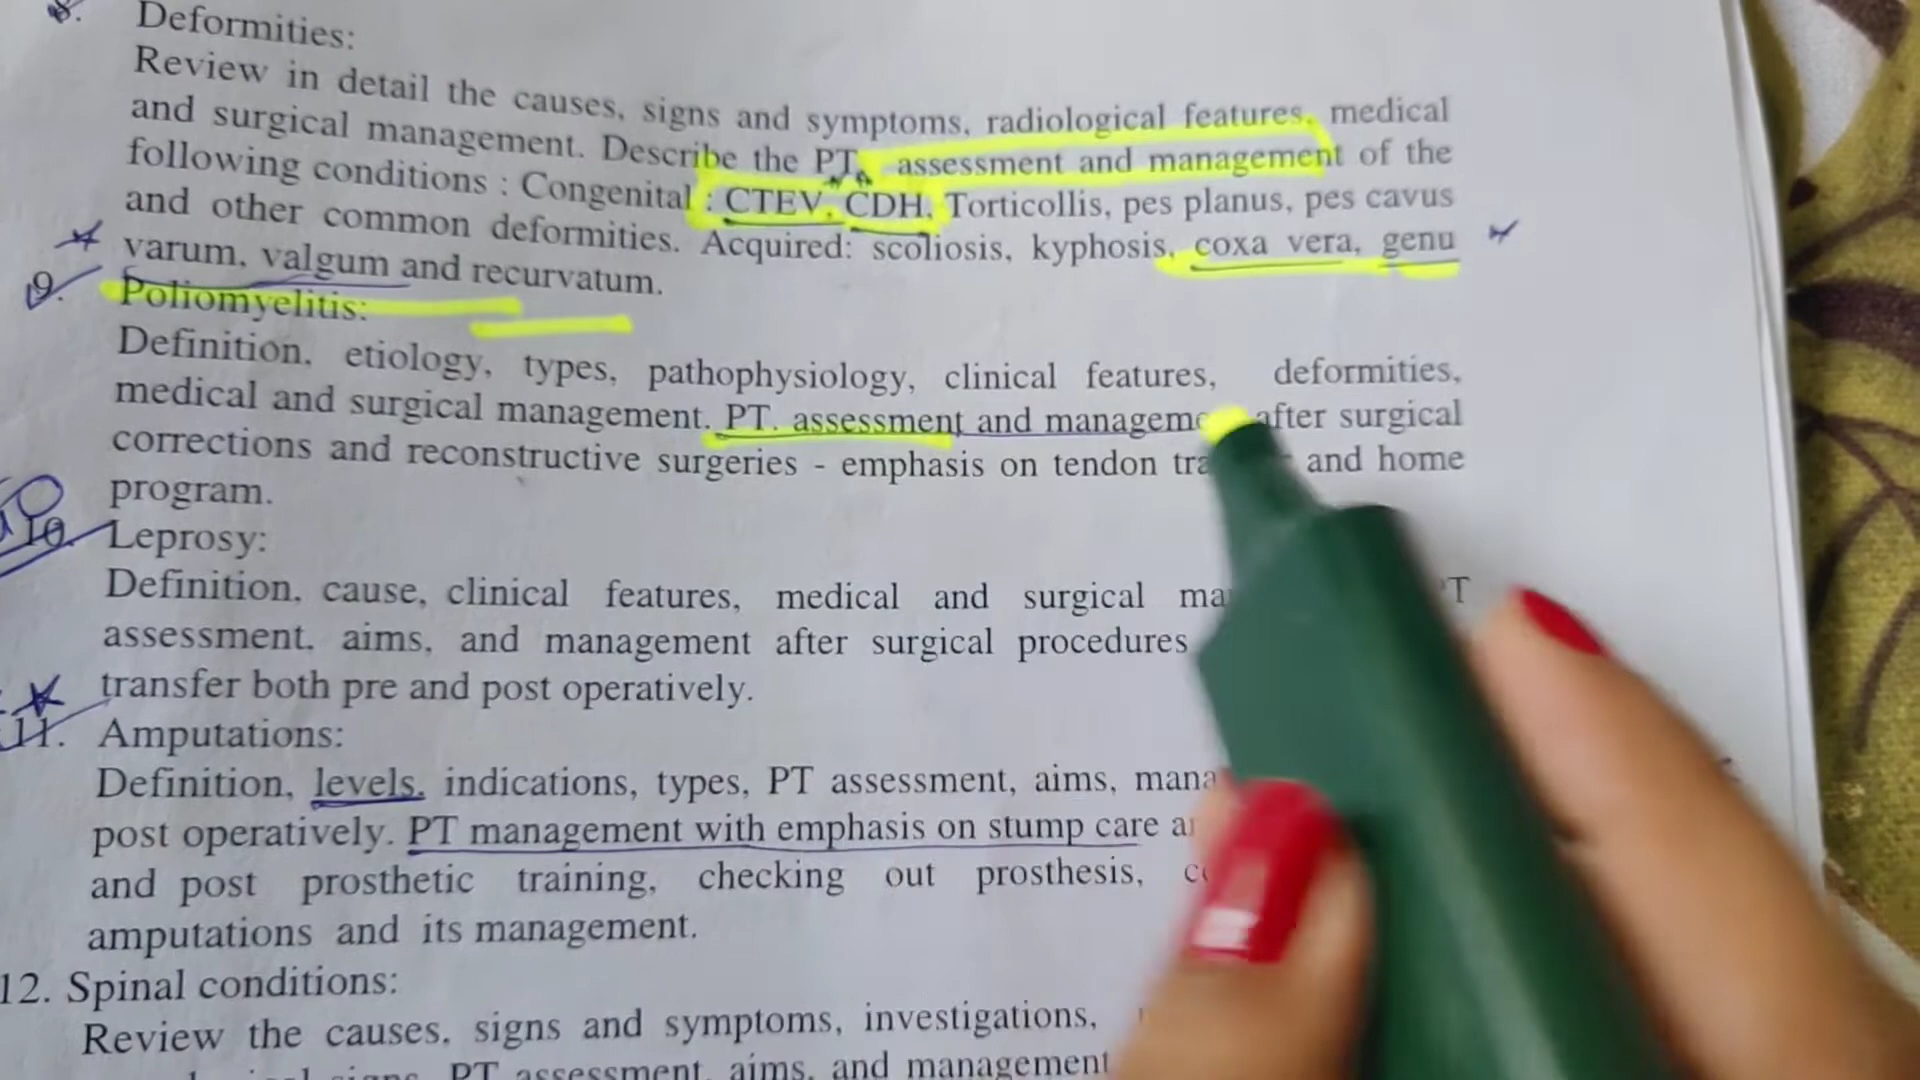 8. Deformities:
Review in detail the causes, signs and symptoms, radiological features, medical
and surgical management. Describe the PT. assessment and management of the
following conditions : Congenital : CTEV, CDH, Torticollis, pes planus, pes cavus
and other common deformities. Acquired: scoliosis, kyphosis, coxa vera, genu
varum, valgum and recurvatum.
9. Poliomyelitis:
Definition, etiology, types, pathophysiology, clinical features, deformities,
medical and surgical management. PT. assessment and manageme after surgical
corrections and reconstructive surgeries - emphasis on tendon tra and home
program.
10. Leprosy:
Definition, cause, clinical features, medical and surgical ma
assessment, aims, and management after surgical procedures
transfer both pre and post operatively.
11. Amputations:
Definition, levels, indications, types, PT assessment, aims, mana
post operatively. PT management with emphasis on stump care
and post prosthetic training, checking out prosthesis,
amputations and its management.
12. Spinal conditions:
Review the causes, signs and symptoms, investigations,
PT assessment, aims, and management